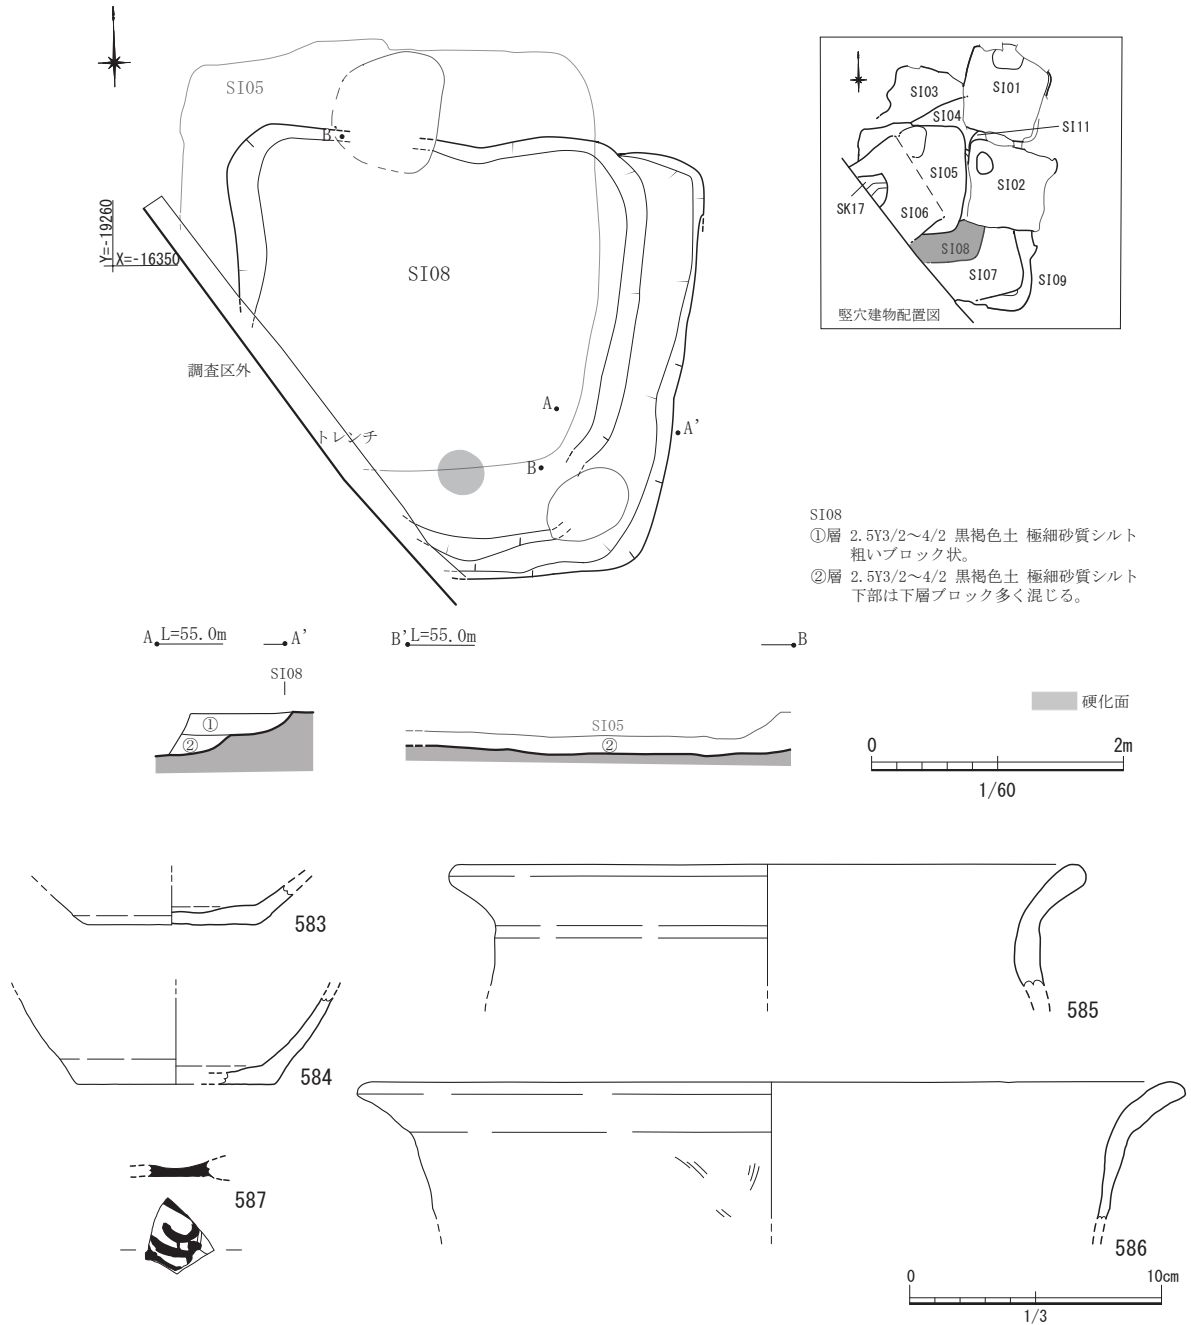 SI05
B'
SI08
Y=-19260
X=-16350
調査区外
トレンチ
A
A'
B
SI03
SI01
SI04
SI11
SI05
SI02
SK17
SI06
SI08
SI07
SI09
竪穴建物配置図
SI08
①層 2.5Y3/2～4/2 黒褐色土 極細砂質シルト
粗いブロック状。
②層 2.5Y3/2～4/2 黒褐色土 極細砂質シルト
下部は下層ブロック多く混じる。
A L=55.0m A'
B' L=55.0m B
SI08
①
②
SI05
②
硬化面
0 2m
1/60
583
584
585
586
587
0 10cm
1/3